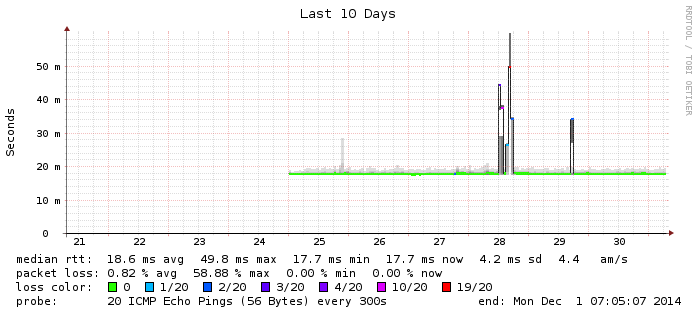 Last 10 Days
RRDTOOL / TOBI OETIKER
Seconds
50 m
40 m
30 m
20 m
10 m
0
21 22 23 24 25 26 27 28 29 30
median rtt: 18.6 ms avg 49.8 ms max 17.7 ms min 17.7 ms now 4.2 ms sd 4.4 am/s
packet loss: 0.82 % avg 58.88 % max 0.00 % min 0.00 % now
loss color: 0 1/20 2/20 3/20 4/20 10/20 19/20
probe: 20 ICMP Echo Pings (56 Bytes) every 300s end: Mon Dec 1 07:05:07 2014